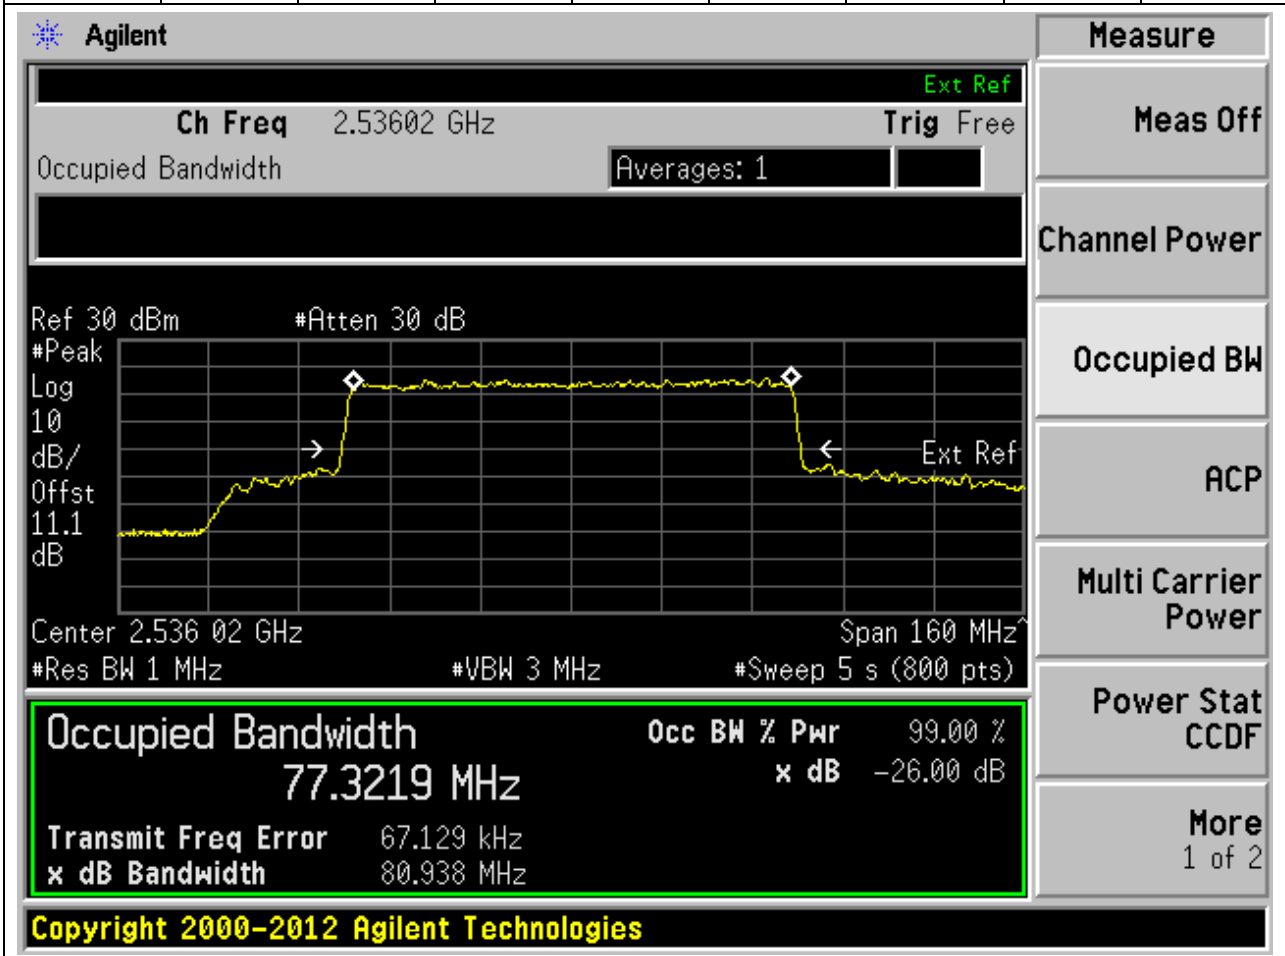 Agilent
Measure
Ext Ref
Ch Freq 2.53602 GHz Trig Free
Meas Off
Occupied Bandwidth Averages: 1
Channel Power
Ref 30 dBm #Atten 30 dB
#Peak
Log
10
dB/
Offst
11.1
dB
Ext Ref
Occupied BW
ACP
Center 2.536 02 GHz Span 160 MHz^
#Res BW 1 MHz #VBW 3 MHz #Sweep 5 s (800 pts)
Multi Carrier
Power
Occupied Bandwidth Occ BW % Pwr 99.00 %
77.3219 MHz x dB -26.00 dB
Transmit Freq Error 67.129 kHz
x dB Bandwidth 80.938 MHz
Power Stat
CCDF
More
1 of 2
Copyright 2000-2012 Agilent Technologies